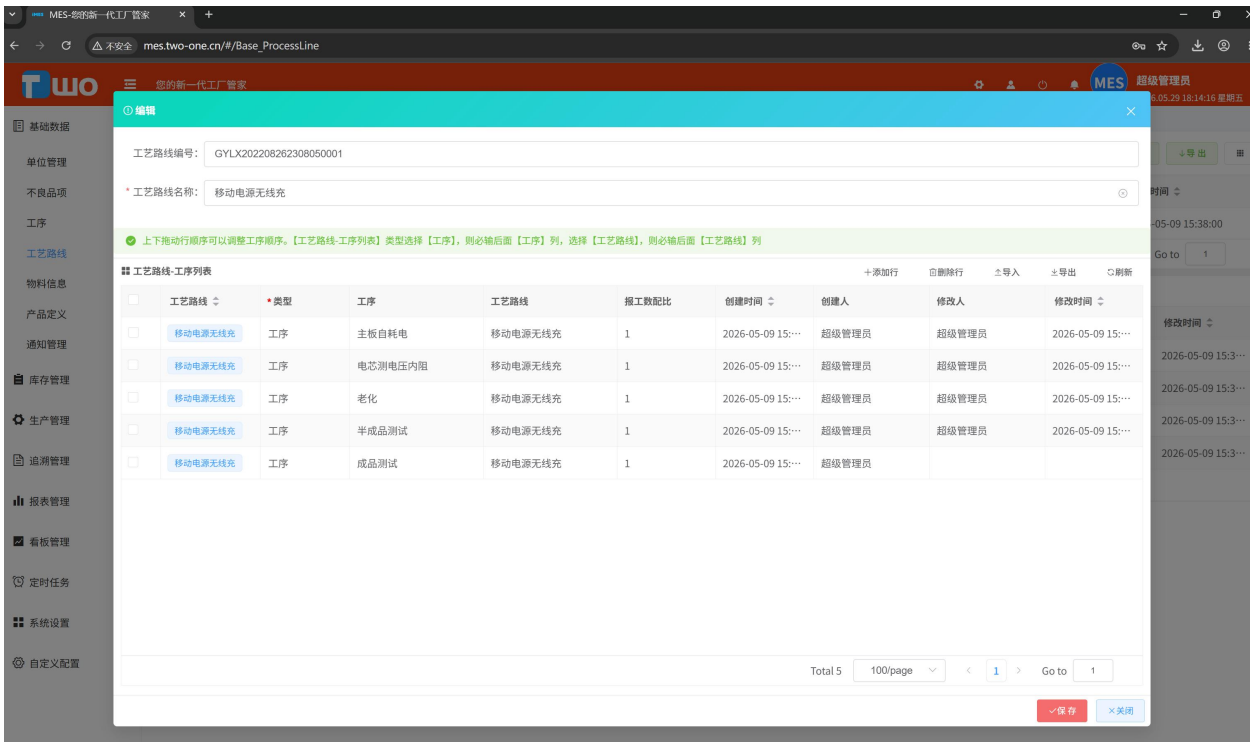 MES-您的新一代工厂管家
不安全 mes.two-one.cn/#/Base_ProcessLine
Two 您的新一代工厂管家 MES 超级管理员
6.05.29 18:14:16 星期五
编辑
基础数据
单位管理
不良品项
工序
工艺路线
物料信息
产品定义
通知管理
库存管理
生产管理
追溯管理
报表管理
看板管理
定时任务
系统设置
自定义配置
工艺路线编号: GYLX202208262308050001
* 工艺路线名称: 移动电源无线充
上下拖动行顺序可以调整工序顺序。【工艺路线-工序列表】类型选择【工序】，则必输后面【工序】列，选择【工艺路线】，则必输后面【工艺路线】列
工艺路线-工序列表 添加行 删除行 导入 导出 刷新
工艺路线 *类型 工序 工艺路线 报工数配比 创建时间 创建人 修改人 修改时间
移动电源无线充 工序 主板自耗电 移动电源无线充 1 2026-05-09 15:… 超级管理员 超级管理员 2026-05-09 15:…
移动电源无线充 工序 电芯测电压内阻 移动电源无线充 1 2026-05-09 15:… 超级管理员 超级管理员 2026-05-09 15:…
移动电源无线充 工序 老化 移动电源无线充 1 2026-05-09 15:… 超级管理员 超级管理员 2026-05-09 15:…
移动电源无线充 工序 半成品测试 移动电源无线充 1 2026-05-09 15:… 超级管理员 超级管理员 2026-05-09 15:…
移动电源无线充 工序 成品测试 移动电源无线充 1 2026-05-09 15:… 超级管理员
Total 5 100/page 1 Go to 1
保存 关闭
导出
时间
-05-09 15:38:00
Go to 1
修改时间
2026-05-09 15:3…
2026-05-09 15:3…
2026-05-09 15:3…
2026-05-09 15:3…